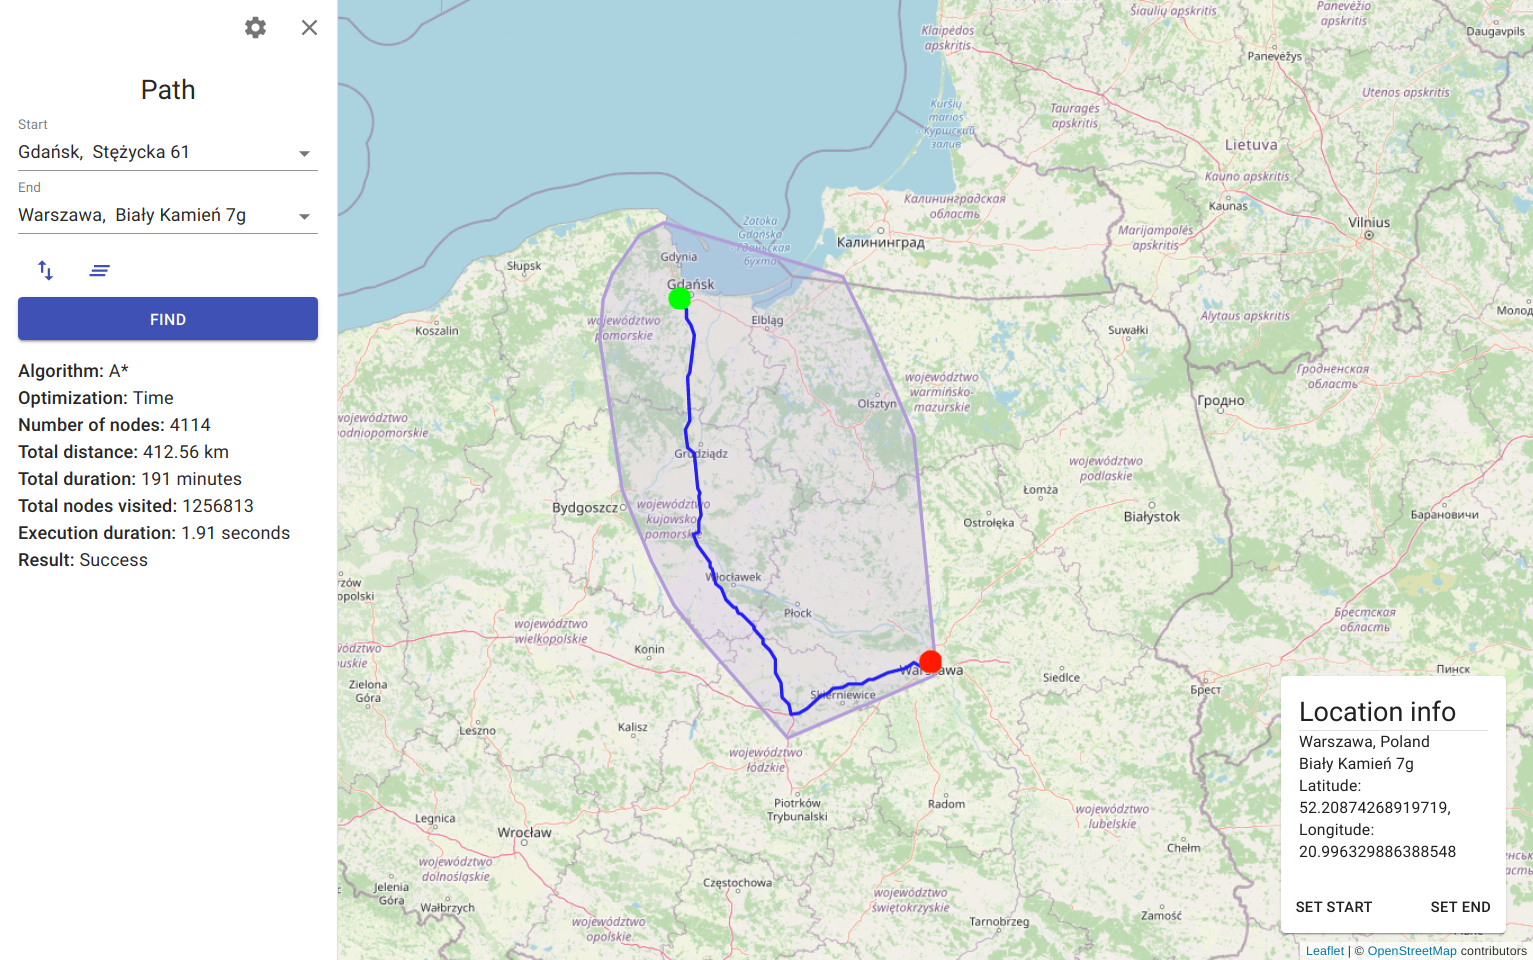 Path
Start
Gdańsk,  Stężycka 61
End
Warszawa,  Biały Kamień 7g
FIND
Algorithm: A*
Optimization: Time
Number of nodes: 4114
Total distance: 412.56 km
Total duration: 191 minutes
Total nodes visited: 1256813
Execution duration: 1.91 seconds
Result: Success
Šiaulių apskritis
Panevėžio
apskritis
Klaipėdos
apskritis
Daugavpils
Panevėžys
Utenos apskritis
Kuršių
marios
- Куршский
залив
Tauragės
apskritis
Lietuva
Kauno apskritis
Kaunas
Калининградская
область
Vilnius
Marijampolės
apskritis
Zatoka
Gdańska
- Гданьская
бухта
Калининград
Gdynia
Słupsk
Gdańsk
Elbląg
Koszalin
województwo
pomorskie
Suwałki
Alytaus apskritis
Молод
Гродненская
область
województwo
warmińsko-
mazurskie
Olsztyn
Гродно
województwo
odniopomorskie
Grudziądz
województwo
podlaskie
Łomża
Bydgoszcz
województwo
kujawsko
pomorskie
Ostrołęka
Białystok
Барановичи
rzów
opolski
Włocławek
Płock
Брестская
область
województwo
wielkopolskie
Konin
Warszawa
wództwo
uskie
Siedlce
Брест
Пинск
Zielona
Góra
Skierniewice
Leszno
Kalisz
województwo
łódzkie
Piotrków
Trybunalski
Radom
województwo
lubelskie
Legnica
Wrocław
Chełm
województwo
dolnośląskie
Częstochowa
Jelenia
Góra
województwo
świętokrzyskie
Wałbrzych
województwo
opolskie
Tarnobrzeg
Zamość
Location info
Warszawa, Poland
Biały Kamień 7g
Latitude:
52.20874268919719,
Longitude:
20.996329886388548
SET START
SET END
Leaflet | © OpenStreetMap contributors